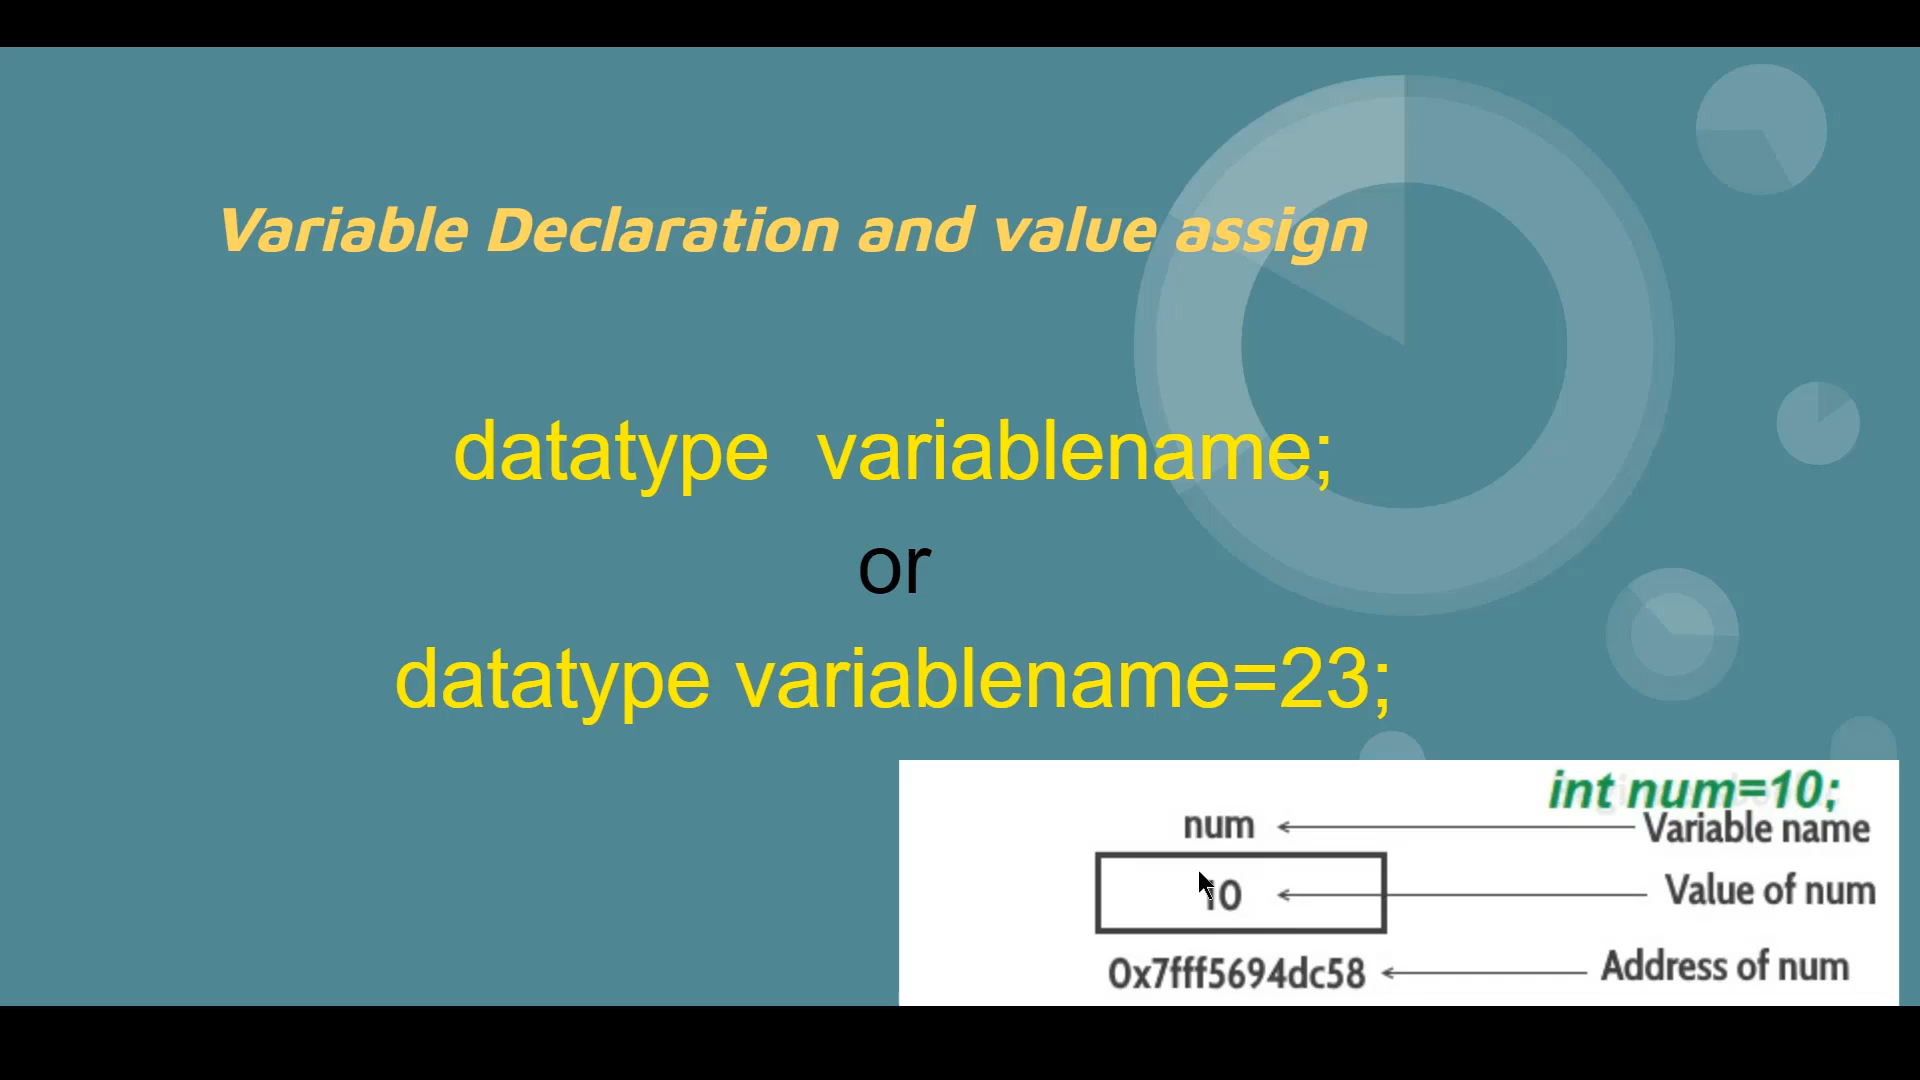 Variable Declaration and value assign
datatype variablename;
or
datatype variablename=23;
int num=10;
num
Variable name
10
Value of num
0x7fff5694dc58
Address of num